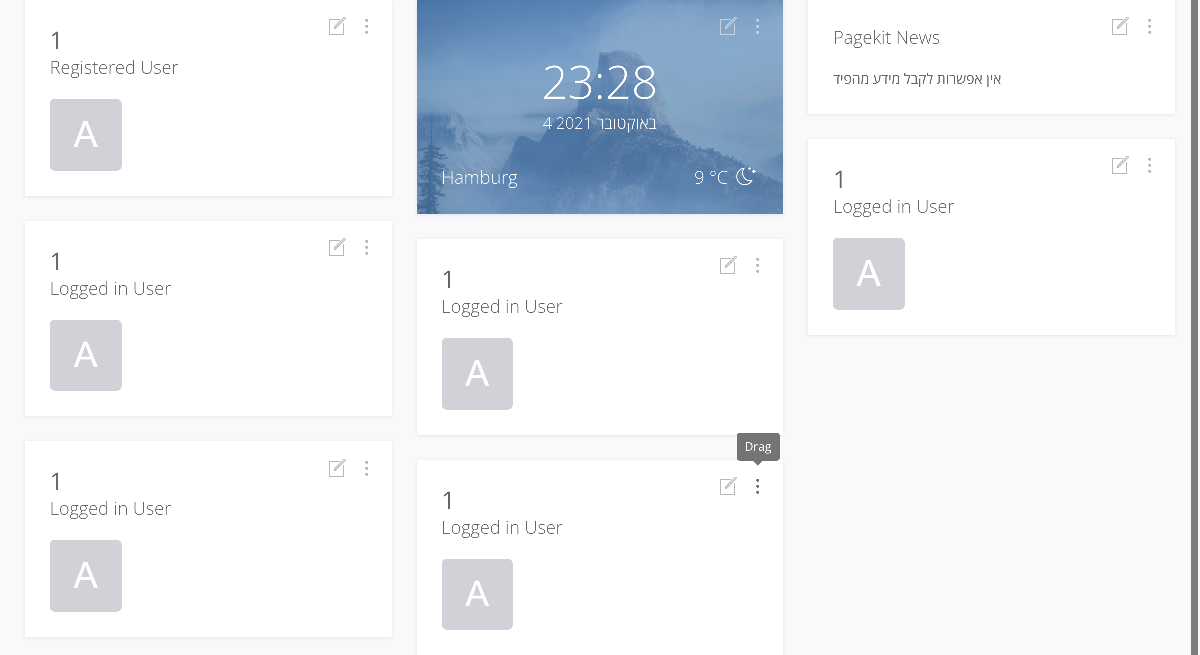 1
Registered User
A
1
Logged in User
A
1
Logged in User
A
23:28
4 באוקטובר 2021
Hamburg
9 °C
1
Logged in User
A
Drag
1
Logged in User
A
Pagekit News
אין אפשרות לקבל מידע מהפיד
1
Logged in User
A